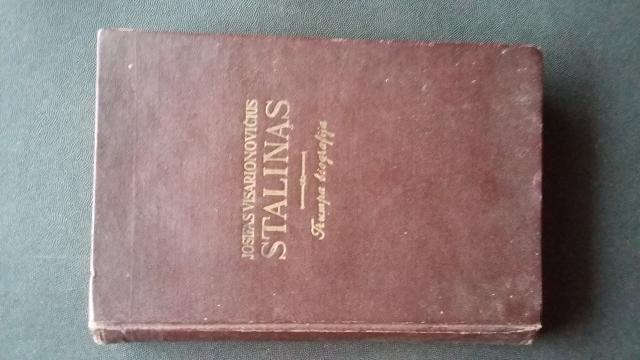 JOSIFAS VISARIONOVIČIUS
STALINAS
Trumpa biografija